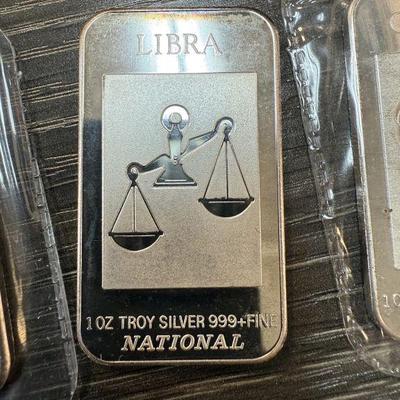 LIBRA
1 OZ TROY SILVER 999+FINE
NATIONAL